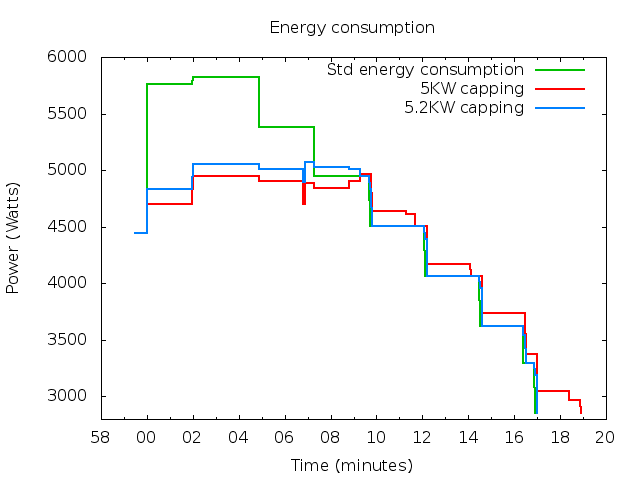 Energy consumption
6000
5500
5000
4500
4000
3500
3000
Power (Watts)
Std energy consumption
5KW capping
5.2KW capping
58 00 02 04 06 08 10 12 14 16 18 20
Time (minutes)